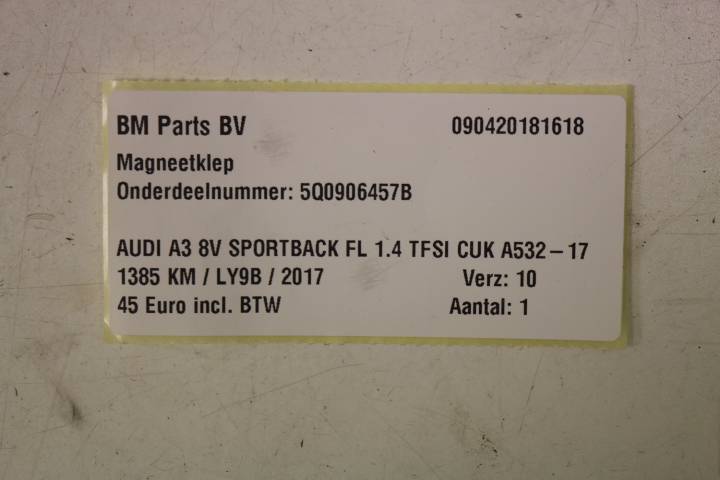 BM Parts BV 090420181618
Magneetklep
Onderdeelnummer: 5Q0906457B
AUDI A3 8V SPORTBACK FL 1.4 TFSI CUK A532-17
1385 KM / LY9B / 2017 Verz: 10
45 Euro incl. BTW Aantal: 1